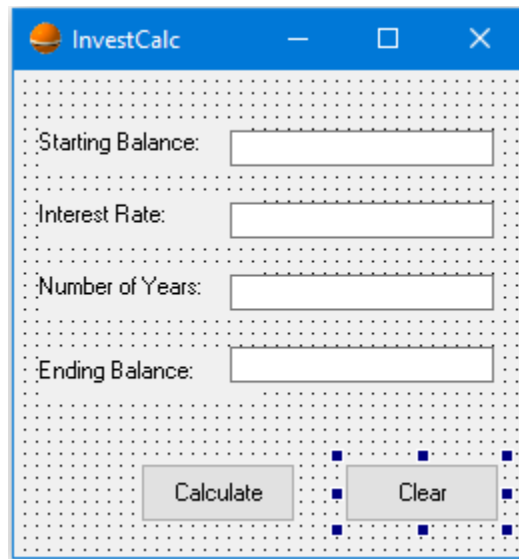 InvestCalc
Starting Balance:
Interest Rate:
Number of Years:
Ending Balance:
Calculate Clear